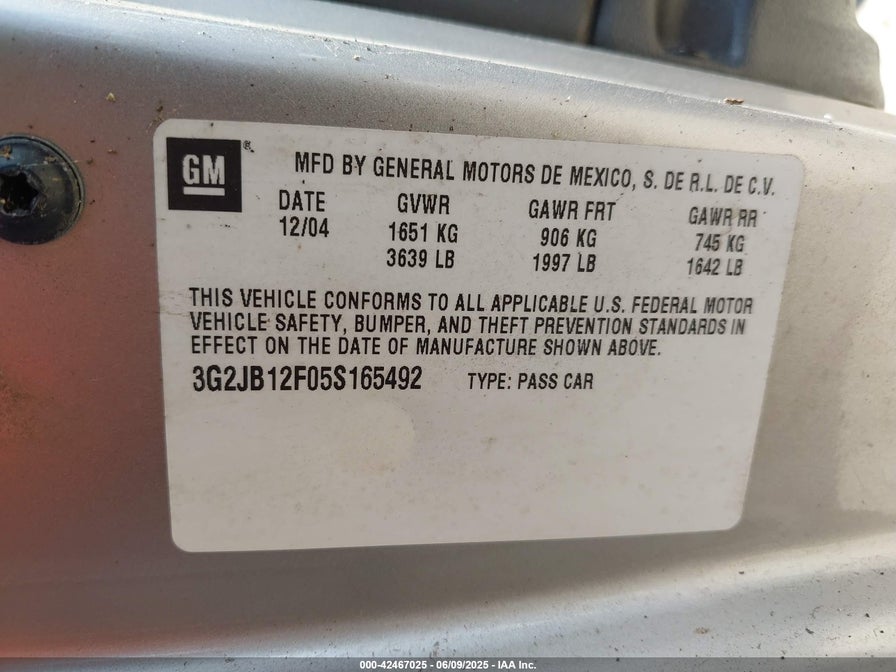 GM ® MFD BY GENERAL MOTORS DE MEXICO, S. DE R.L. DE C.V.
DATE GVWR GAWR FRT GAWR RR
12/04 1651 KG 906 KG 745 KG
3639 LB 1997 LB 1642 LB
THIS VEHICLE CONFORMS TO ALL APPLICABLE U.S. FEDERAL MOTOR
VEHICLE SAFETY, BUMPER, AND THEFT PREVENTION STANDARDS IN
EFFECT ON THE DATE OF MANUFACTURE SHOWN ABOVE.
3G2JB12F05S165492 TYPE: PASS CAR
000-42467025 - 06/09/2025 - IAA Inc.